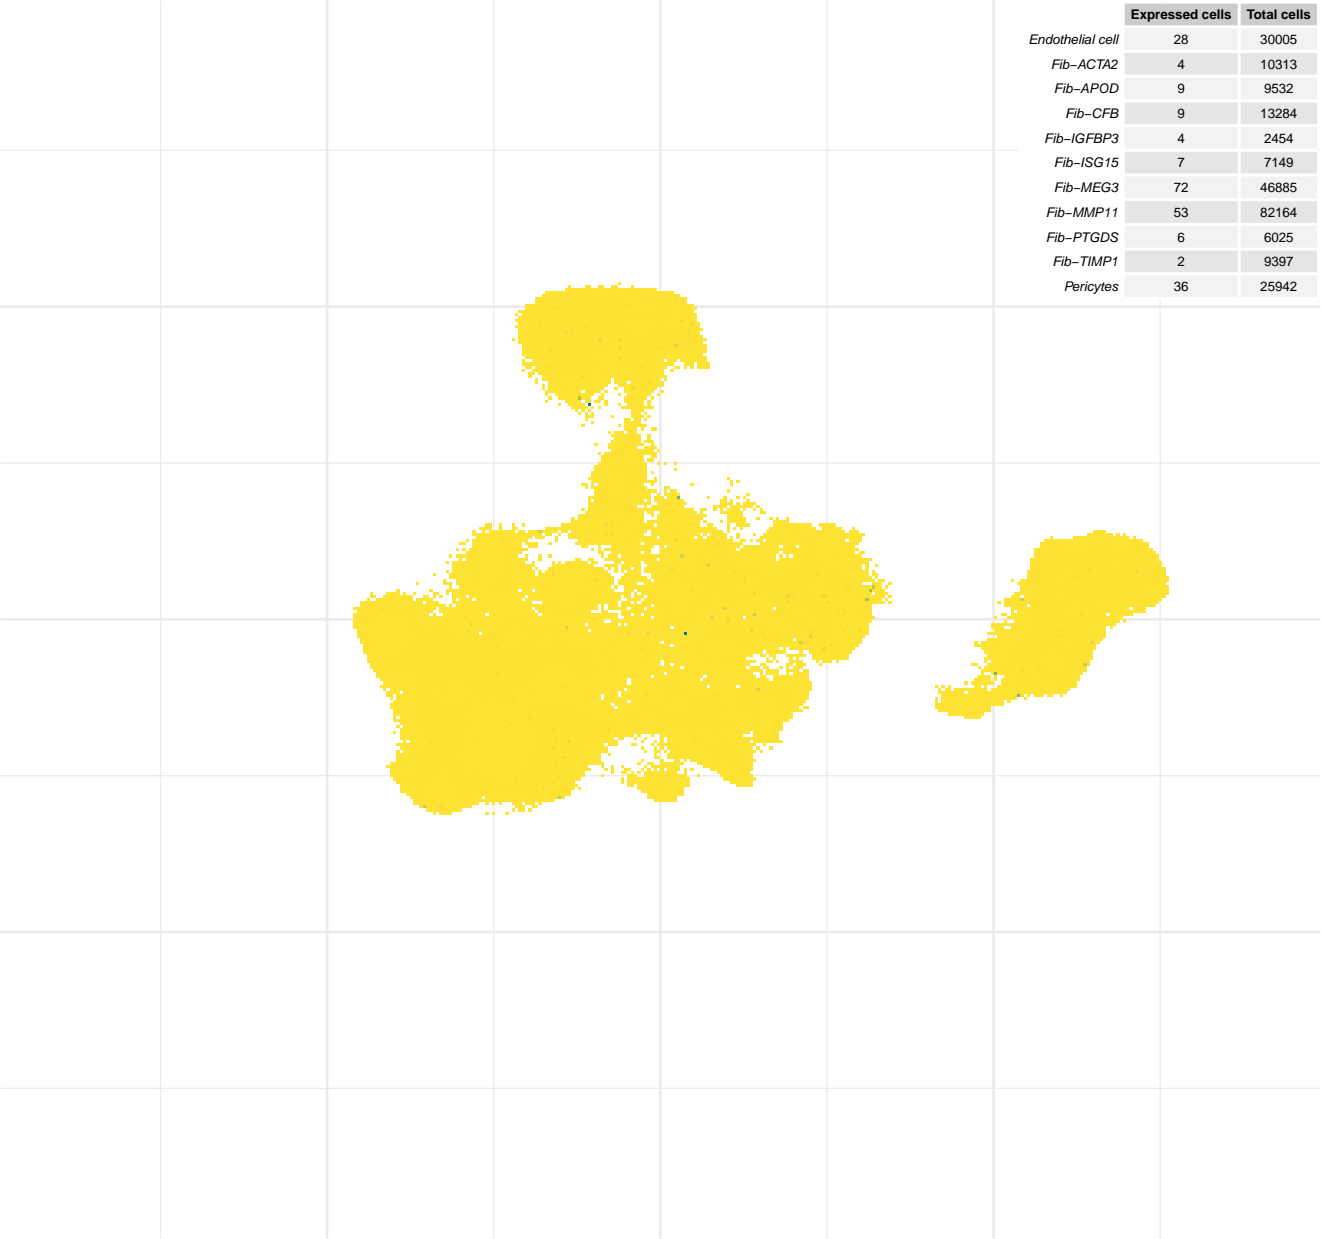 Expressed cells Total cells
Endothelial cell 28 30005
Fib−ACTA2 4 10313
Fib−APOD 9 9532
Fib−CFB 9 13284
Fib−IGFBP3 4 2454
Fib−ISG15 7 7149
Fib−MEG3 72 46885
Fib−MMP11 53 82164
Fib−PTGDS 6 6025
Fib−TIMP1 2 9397
Pericytes 36 25942